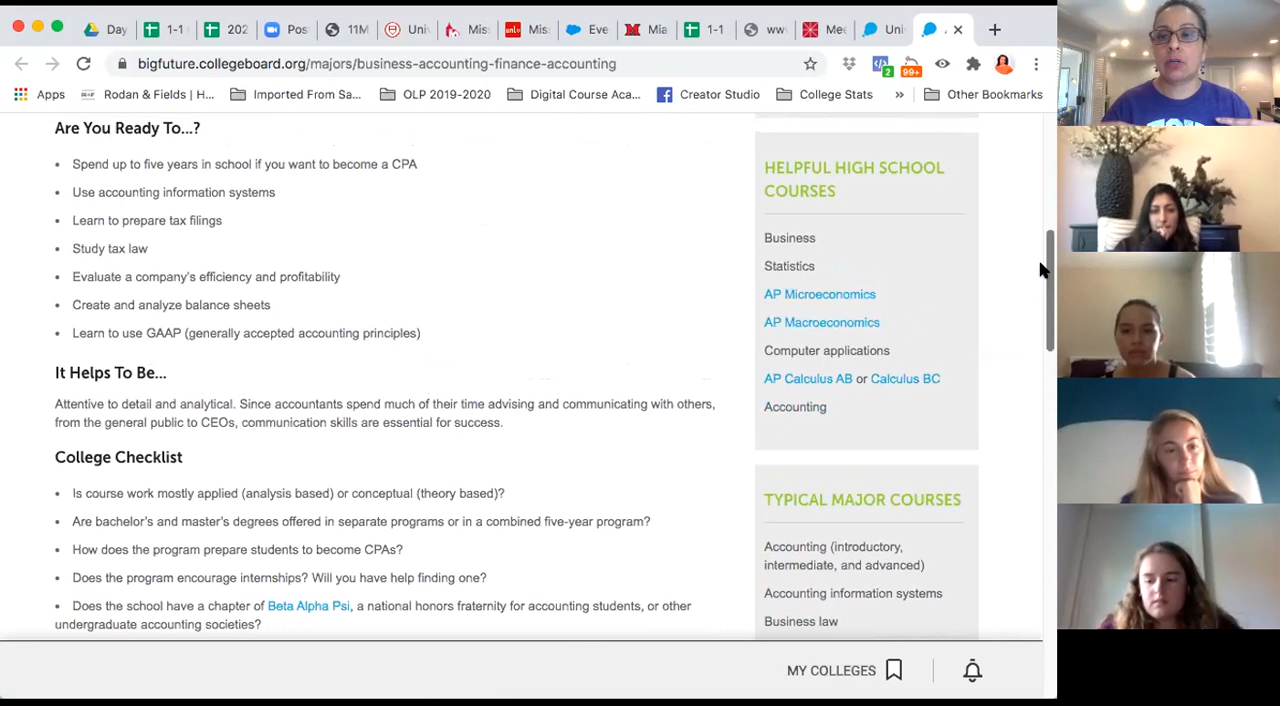 Day
1-1
202
Pos
11M
Uni
Mis
unlv
Mis
Eve
M
Mia
1-1
ww
Me
Uni
bigfuture.collegeboard.org/majors/business-accounting-finance-accounting
2
99+
Apps
Rodan & Fields | H...
Imported From Sa...
OLP 2019-2020
Digital Course Aca...
Creator Studio
College Stats
»
Other Bookmarks
Are You Ready To...?
• Spend up to five years in school if you want to become a CPA
• Use accounting information systems
• Learn to prepare tax filings
• Study tax law
• Evaluate a company's efficiency and profitability
• Create and analyze balance sheets
• Learn to use GAAP (generally accepted accounting principles)
It Helps To Be...
Attentive to detail and analytical. Since accountants spend much of their time advising and communicating with others,
from the general public to CEOs, communication skills are essential for success.
College Checklist
• Is course work mostly applied (analysis based) or conceptual (theory based)?
• Are bachelor's and master's degrees offered in separate programs or in a combined five-year program?
• How does the program prepare students to become CPAs?
• Does the program encourage internships? Will you have help finding one?
• Does the school have a chapter of Beta Alpha Psi, a national honors fraternity for accounting students, or other
undergraduate accounting societies?
HELPFUL HIGH SCHOOL
COURSES
Business
Statistics
AP Microeconomics
AP Macroeconomics
Computer applications
AP Calculus AB or Calculus BC
Accounting
TYPICAL MAJOR COURSES
Accounting (introductory,
intermediate, and advanced)
Accounting information systems
Business law
MY COLLEGES